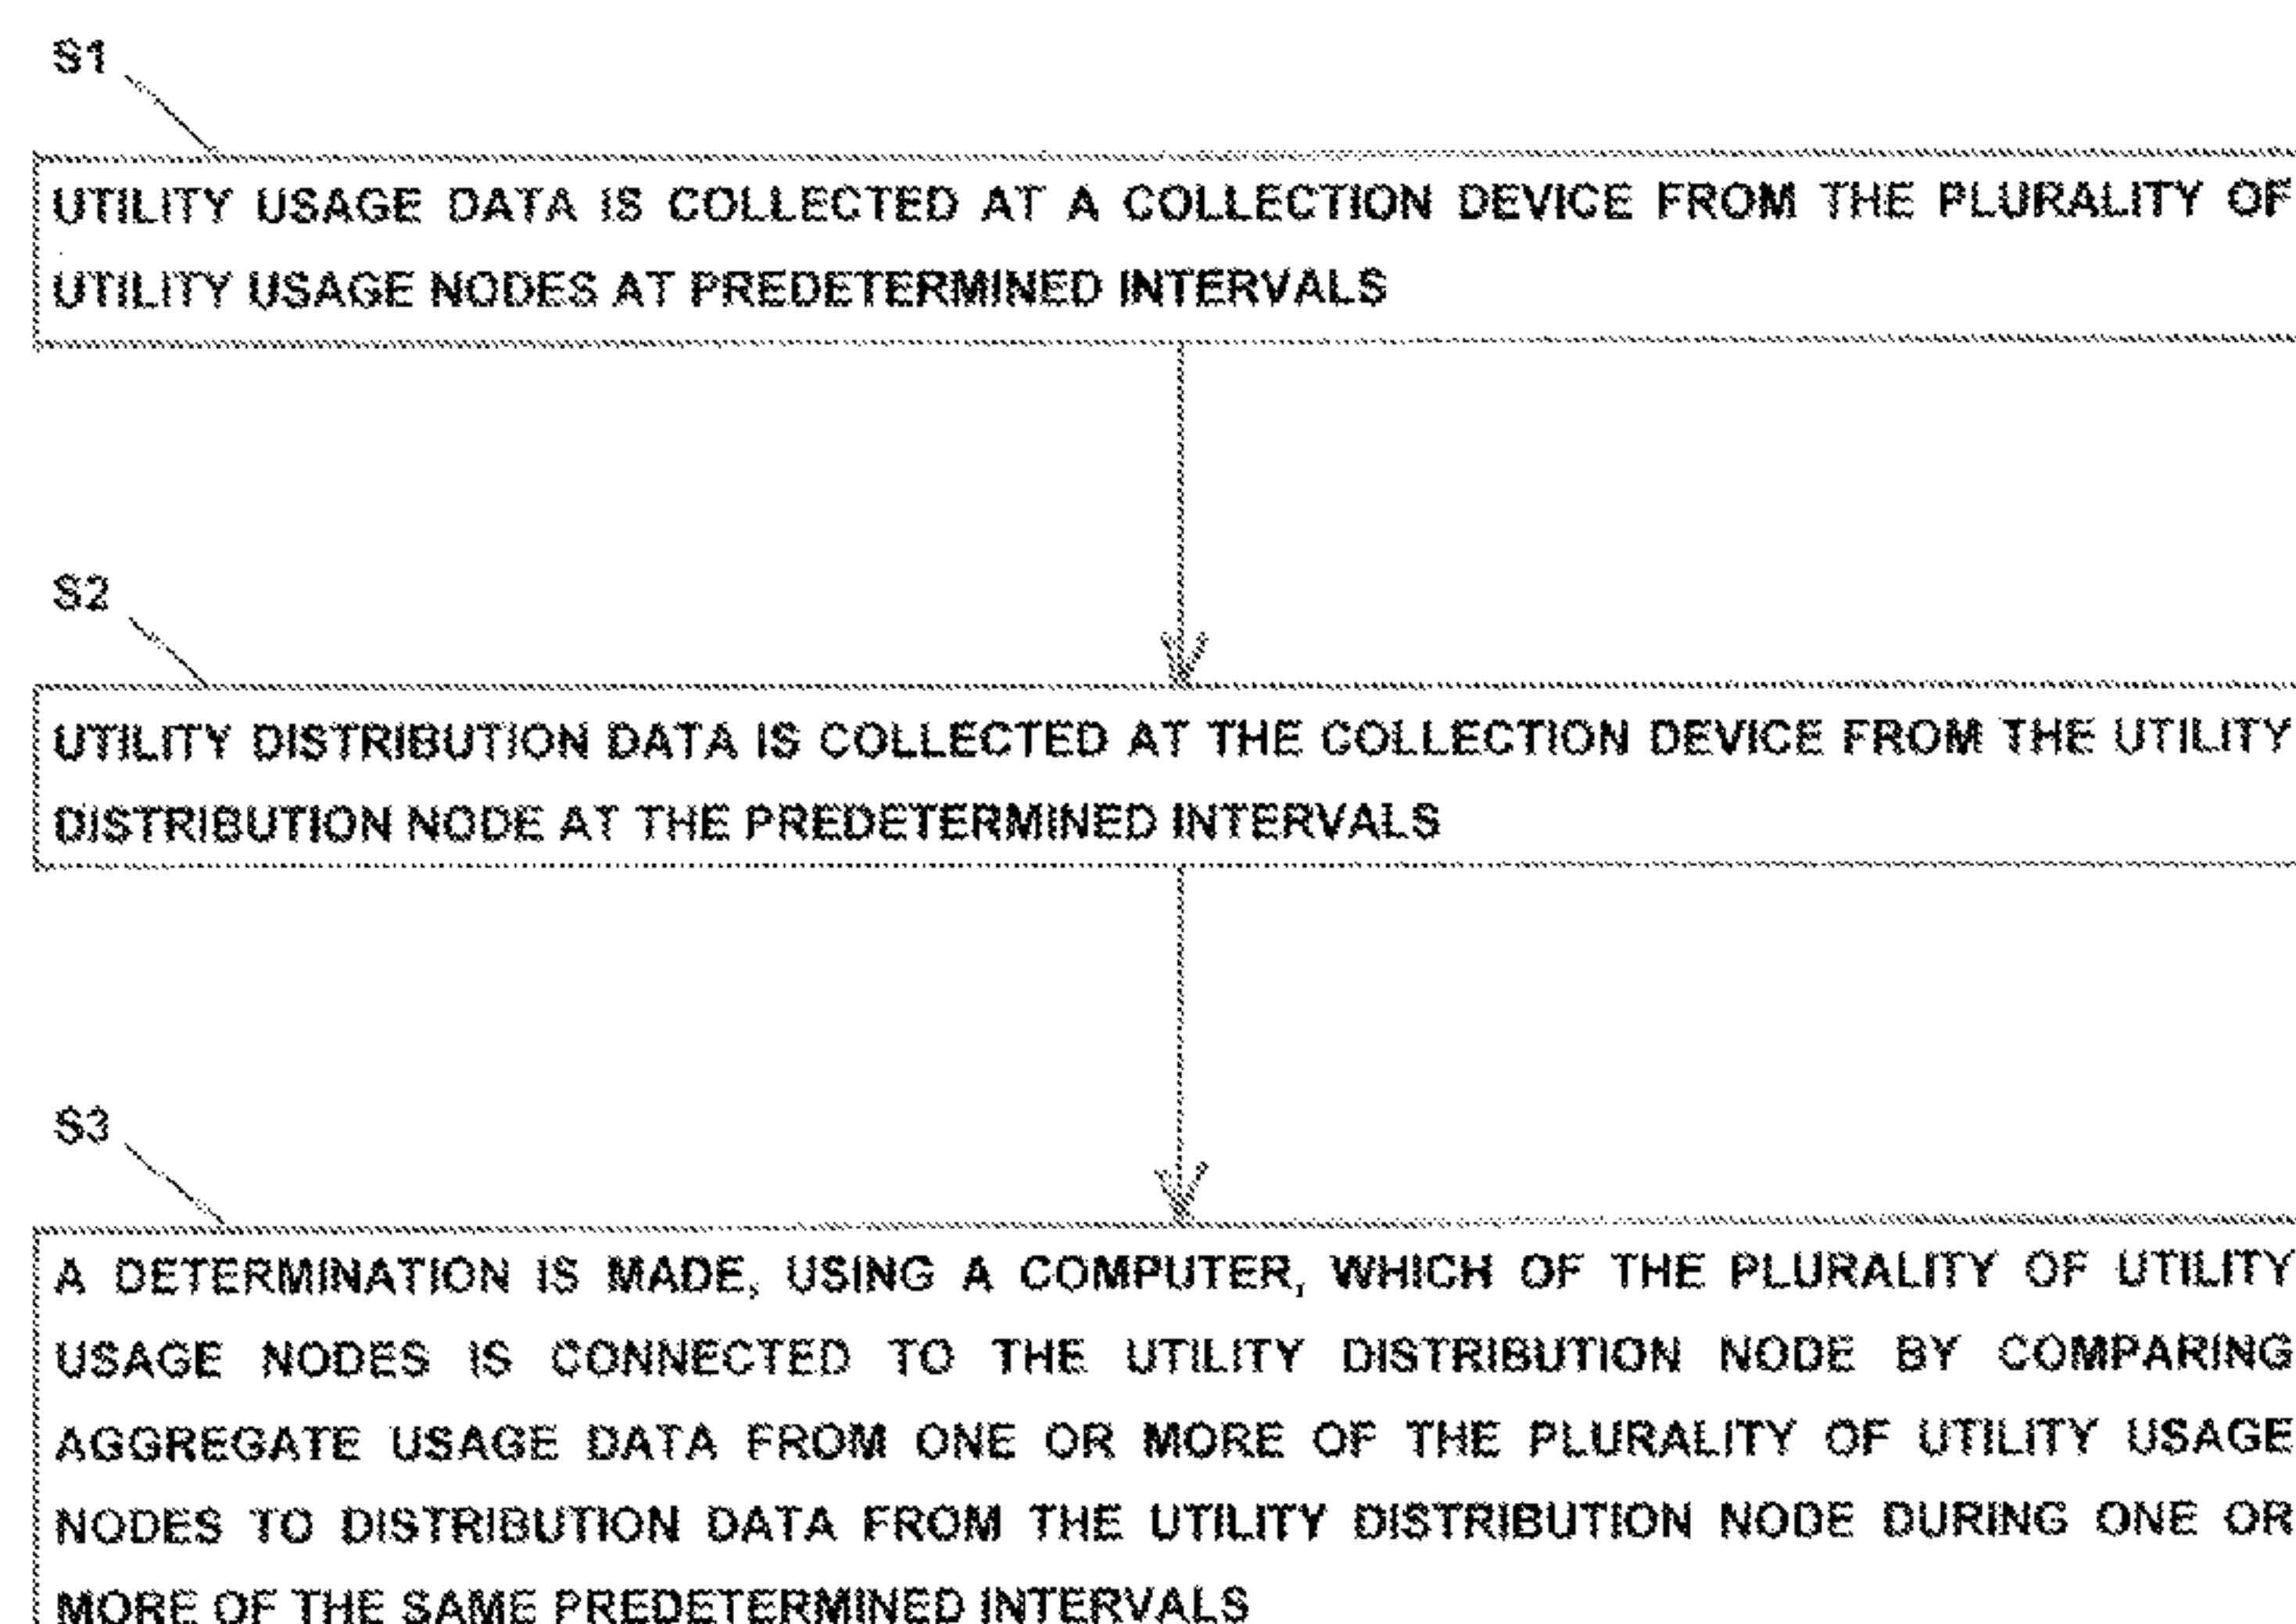 S1
UTILITY USAGE DATA IS COLLECTED AT A COLLECTION DEVICE FROM THE PLURALITY OF
UTILITY USAGE NODES AT PREDETERMINED INTERVALS
S2
UTILITY DISTRIBUTION DATA IS COLLECTED AT THE COLLECTION DEVICE FROM THE UTILITY
DISTRIBUTION NODE AT THE PREDETERMINED INTERVALS
S3
A DETERMINATION IS MADE, USING A COMPUTER, WHICH OF THE PLURALITY OF UTILITY
USAGE NODES IS CONNECTED TO THE UTILITY DISTRIBUTION NODE BY COMPARING
AGGREGATE USAGE DATA FROM ONE OR MORE OF THE PLURALITY OF UTILITY USAGE
NODES TO DISTRIBUTION DATA FROM THE UTILITY DISTRIBUTION NODE DURING ONE OR
MORE OF THE SAME PREDETERMINED INTERVALS